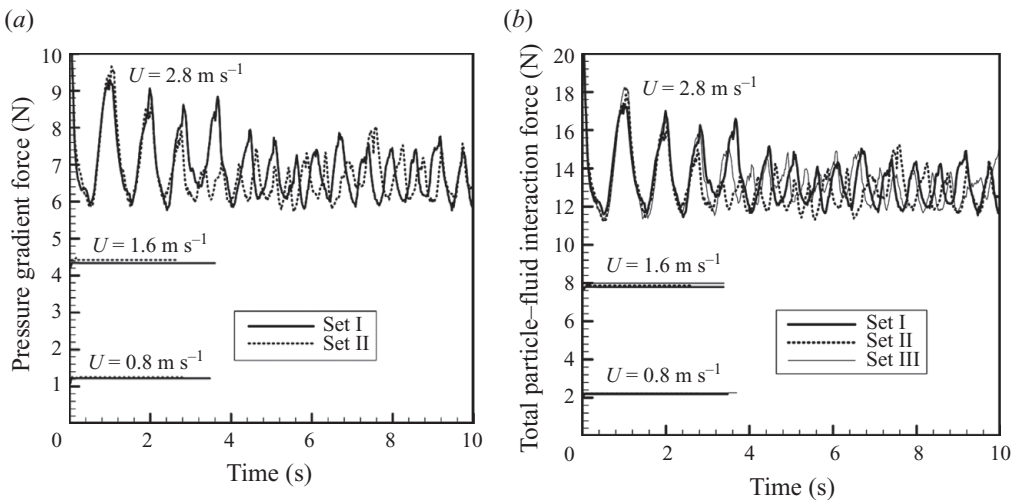 (a)
10
9
8
7
6
5
4
3
2
1
0
2
4
6
8
10
Pressure gradient force (N)
Time (s)
U = 2.8 m s⁻¹
U = 1.6 m s⁻¹
U = 0.8 m s⁻¹
Set I
Set II
(b)
20
18
16
14
12
10
8
6
4
2
0
2
4
6
8
10
Total particle–fluid interaction force (N)
Time (s)
U = 2.8 m s⁻¹
U = 1.6 m s⁻¹
U = 0.8 m s⁻¹
Set I
Set II
Set III